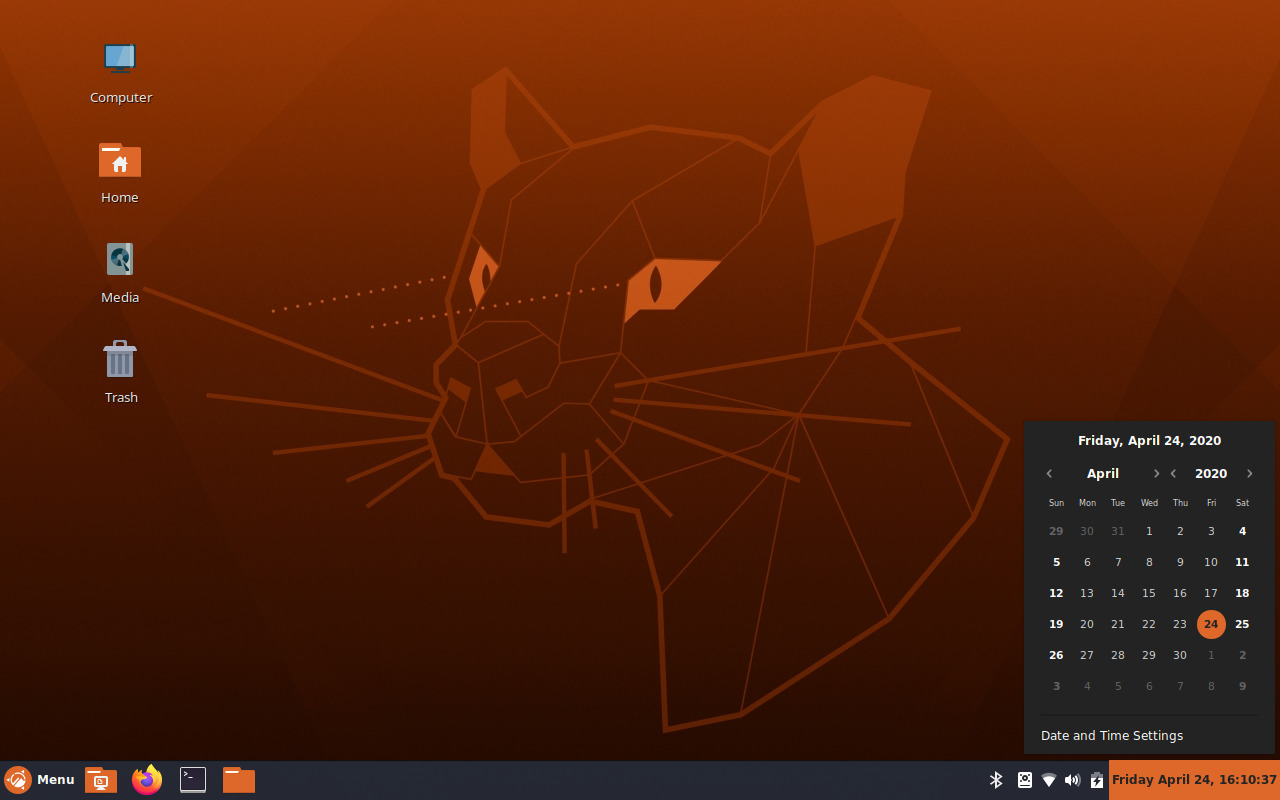 Computer
Home
Media
Trash
Friday, April 24, 2020
April 2020
Sun Mon Tue Wed Thu Fri Sat
29 30 31 1 2 3 4
5 6 7 8 9 10 11
12 13 14 15 16 17 18
19 20 21 22 23 24 25
26 27 28 29 30 1 2
3 4 5 6 7 8 9
Date and Time Settings
Menu
Friday April 24, 16:10:37